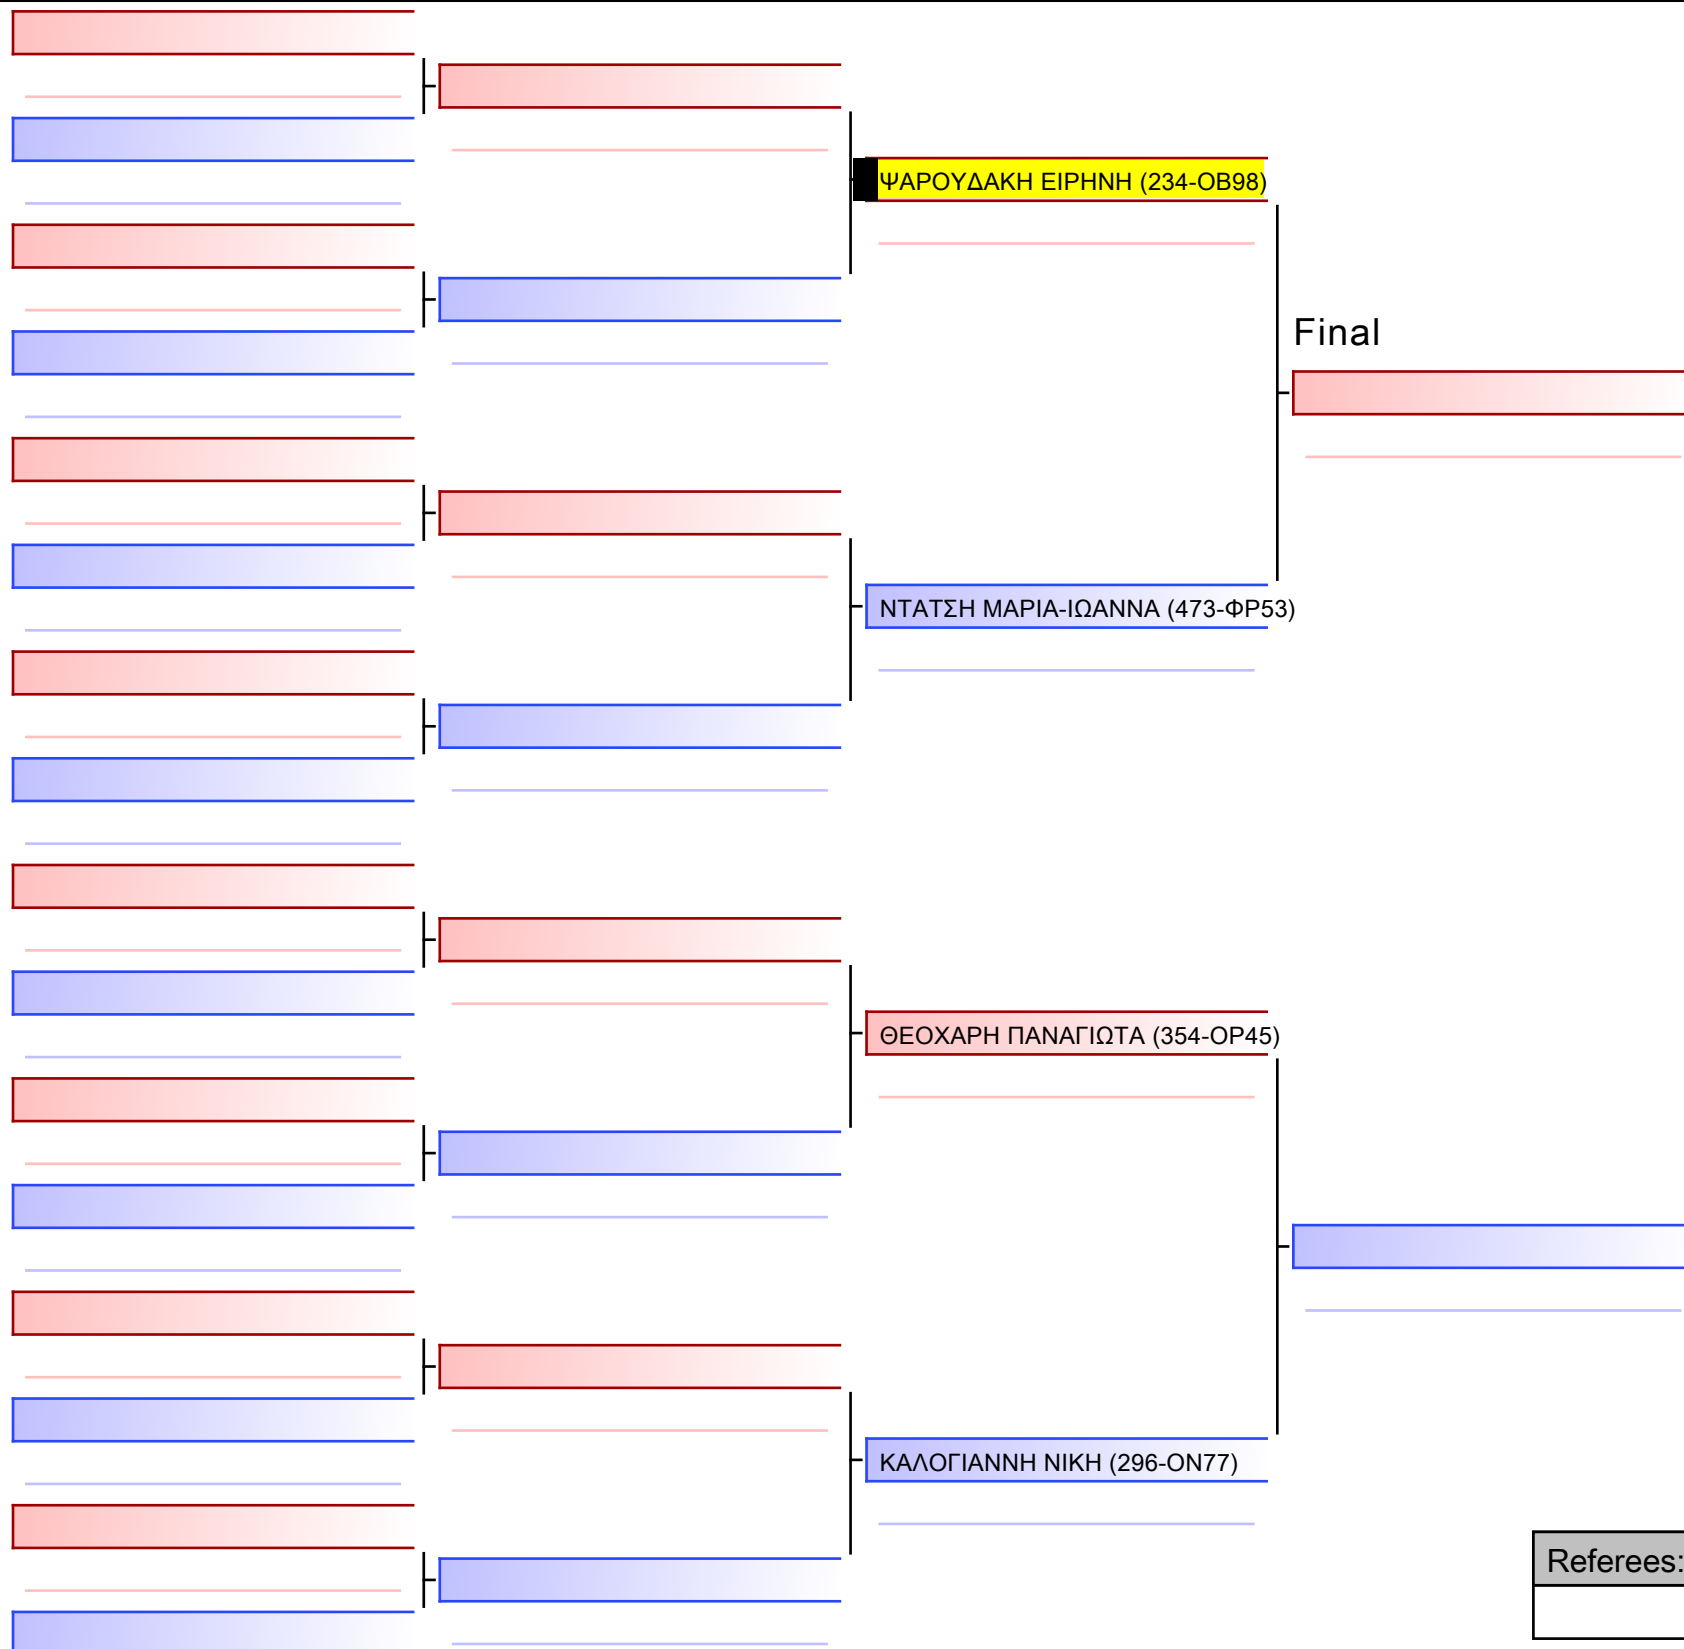 ΨΑΡΟΥΔΑΚΗ ΕΙΡΗΝΗ (234-ΟΒ98)
Final
ΝΤΑΤΣΗ ΜΑΡΙΑ-ΙΩΑΝΝΑ (473-ΦΡ53)
ΘΕΟΧΑΡΗ ΠΑΝΑΓΙΩΤΑ (354-ΟΡ45)
ΚΑΛΟΓΙΑΝΝΗ ΝΙΚΗ (296-ΟΝ77)
Referees: